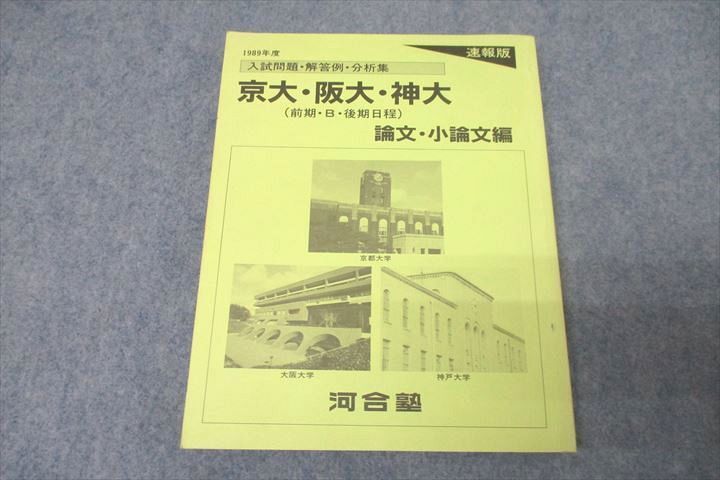 1989年度
速報版
入試問題・解答例・分析集
京大・阪大・神大
(前期・B・後期日程)
論文・小論文編
京都大学
大阪大学
神戸大学
河合塾